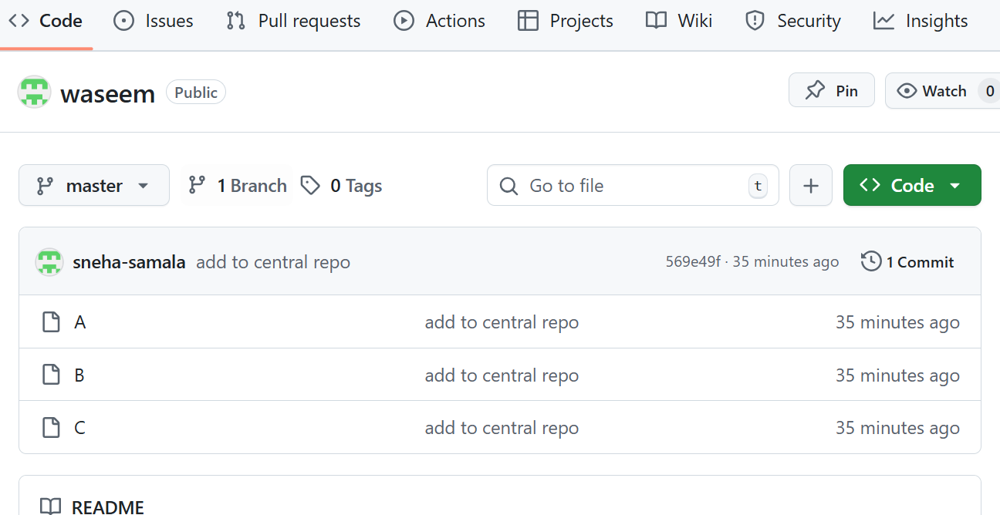 Code Issues Pull requests Actions Projects Wiki Security Insights
waseem Public Pin Watch 0
master 1 Branch 0 Tags Go to file t Code
sneha-samala add to central repo 569e49f · 35 minutes ago 1 Commit
A add to central repo 35 minutes ago
B add to central repo 35 minutes ago
C add to central repo 35 minutes ago
README